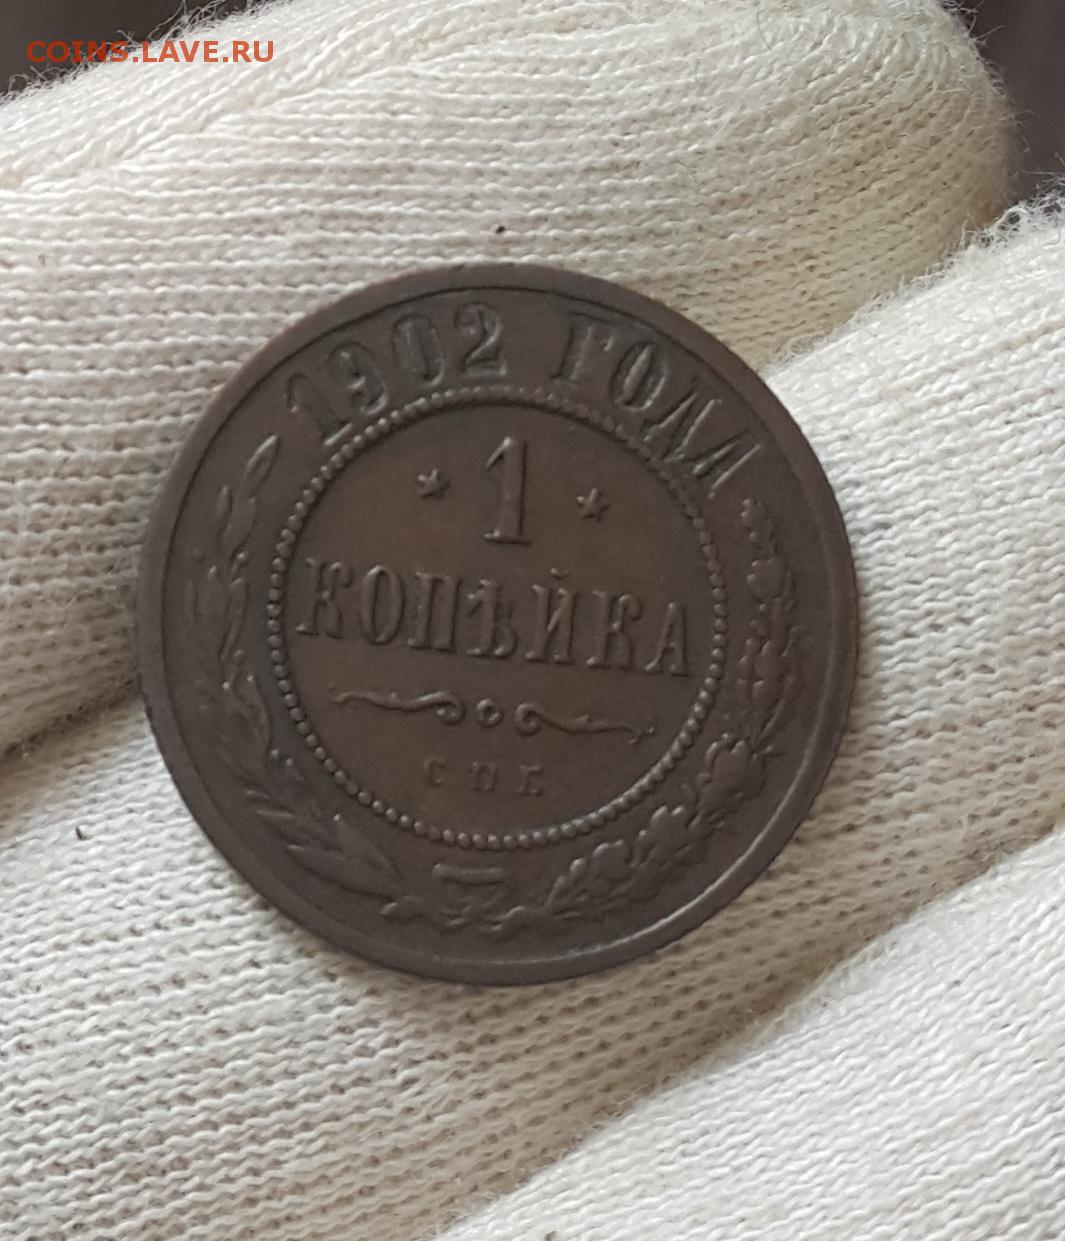 COINS.LAVE.RU
1902 ГОДА
1
КОПѢЙКА
СПБ